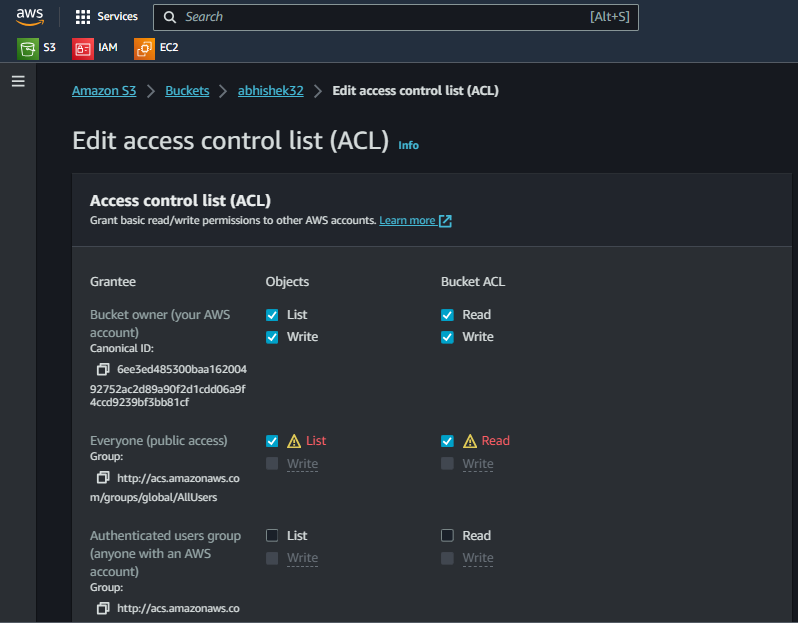 aws Services Search [Alt+S]
S3 IAM EC2
Amazon S3 Buckets abhishek32 Edit access control list (ACL)
Edit access control list (ACL) Info
Access control list (ACL)
Grant basic read/write permissions to other AWS accounts. Learn more
Grantee Objects Bucket ACL
Bucket owner (your AWS List Read
account) Write Write
Canonical ID:
6ee3ed485300baa162004
92752ac2d89a90f2d1cdd06a9f
4ccd9239bf3bb81cf
Everyone (public access) List Read
Group: Write Write
http://acs.amazonaws.co
m/groups/global/AllUsers
Authenticated users group List Read
(anyone with an AWS Write Write
account)
Group:
http://acs.amazonaws.co